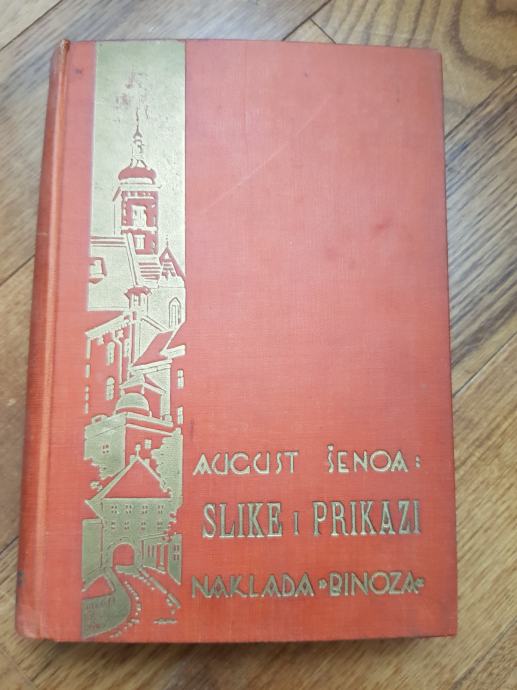 AUGUST ŠENOA:
SLIKE I PRIKAZI
NAKLADA "BINOZA"